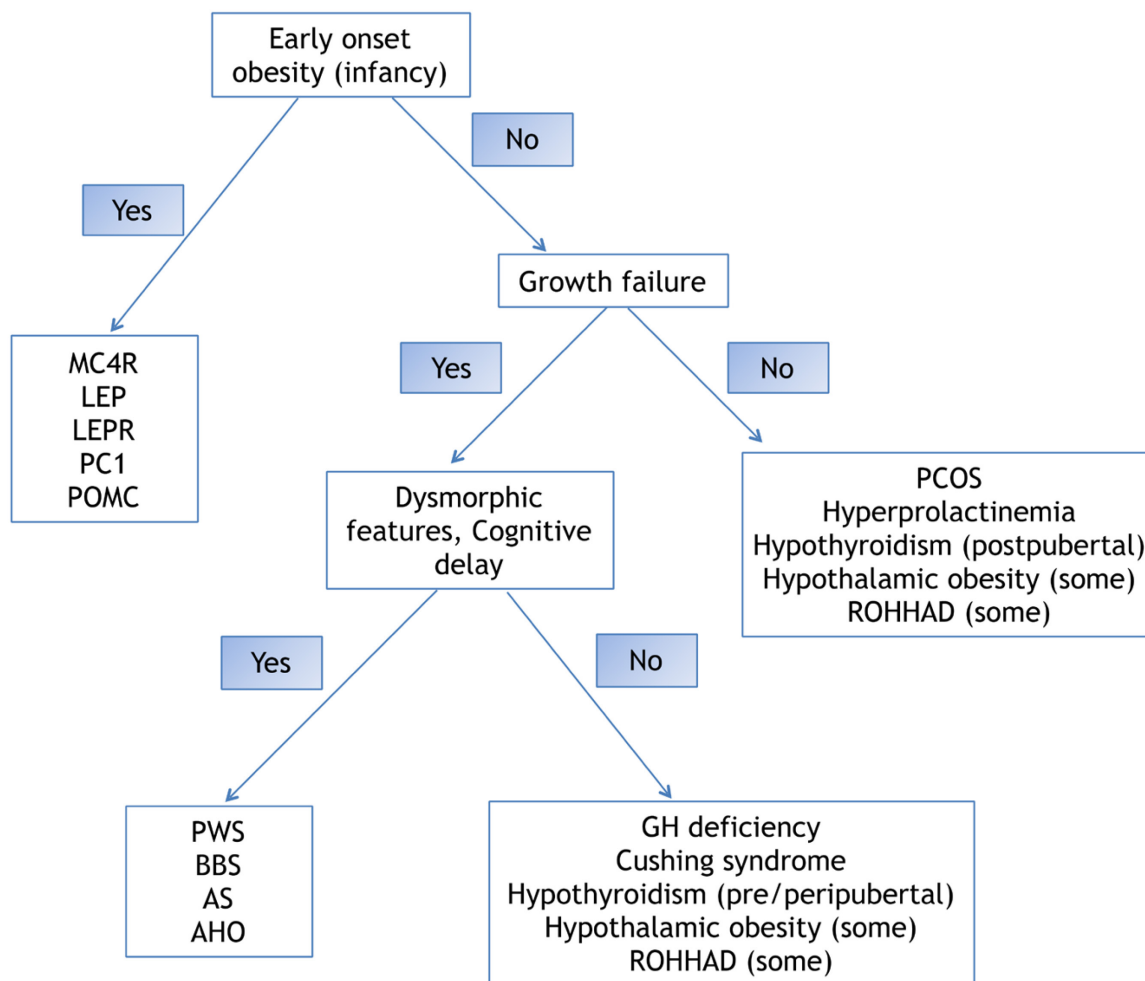 Early onset
obesity (infancy)
No
Yes
Growth failure
MC4R
LEP
LEPR
PC1
POMC
Yes
No
Dysmorphic
features, Cognitive
delay
PCOS
Hyperprolactinemia
Hypothyroidism (postpubertal)
Hypothalamic obesity (some)
ROHHAD (some)
Yes
No
PWS
BBS
AS
AHO
GH deficiency
Cushing syndrome
Hypothyroidism (pre/peripubertal)
Hypothalamic obesity (some)
ROHHAD (some)